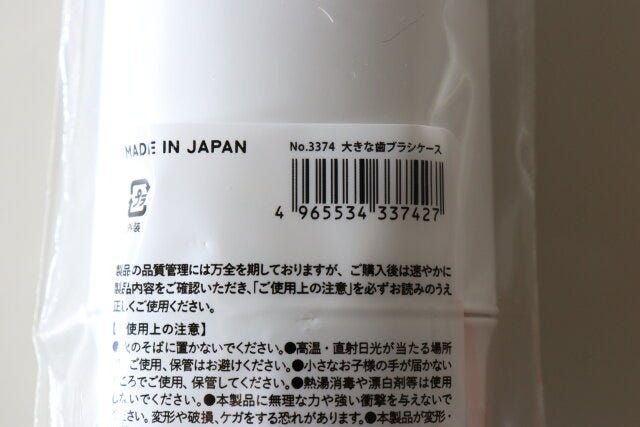 MADE IN JAPAN
No.3374 大きな歯ブラシケース
4 965534 337427
プラ
外装
製品の品質管理には万全を期しておりますが、ご購入後は速やかに
製品内容をご確認いただき、「ご使用上の注意」を必ずお読みのうえ
正しくご使用ください。
【ご使用上の注意】
●火のそばに置かないでください。●高温・直射日光が当たる場所
でご使用、保管はお避けください。●小さなお子様の手が届かない
ところでご使用、保管してください。●熱湯消毒や漂白剤等は使用
しないでください。●本製品に無理な力や強い衝撃を与えないで
ください。変形や破損、ケガをする恐れがあります。●本製品が変形・